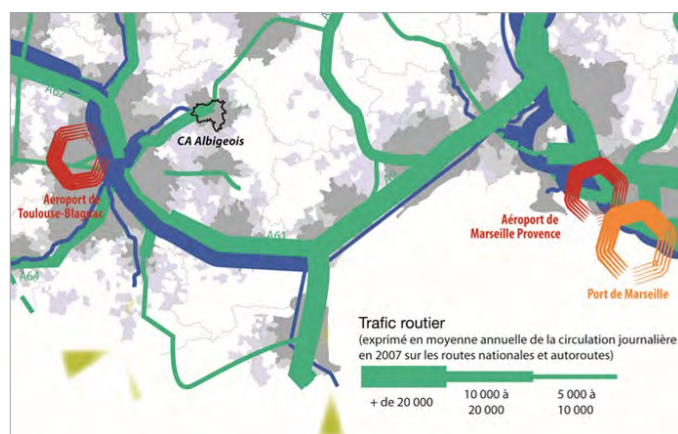 A62
CA Albigeois
Aéroport de
Toulouse-Blagnac
A61
A64
Aéroport de
Marseille Provence
Port de Marseille
Trafic routier
(exprimé en moyenne annuelle de la circulation journalière
en 2007 sur les routes nationales et autoroutes)
+ de 20 000
10 000 à
20 000
5 000 à
10 000